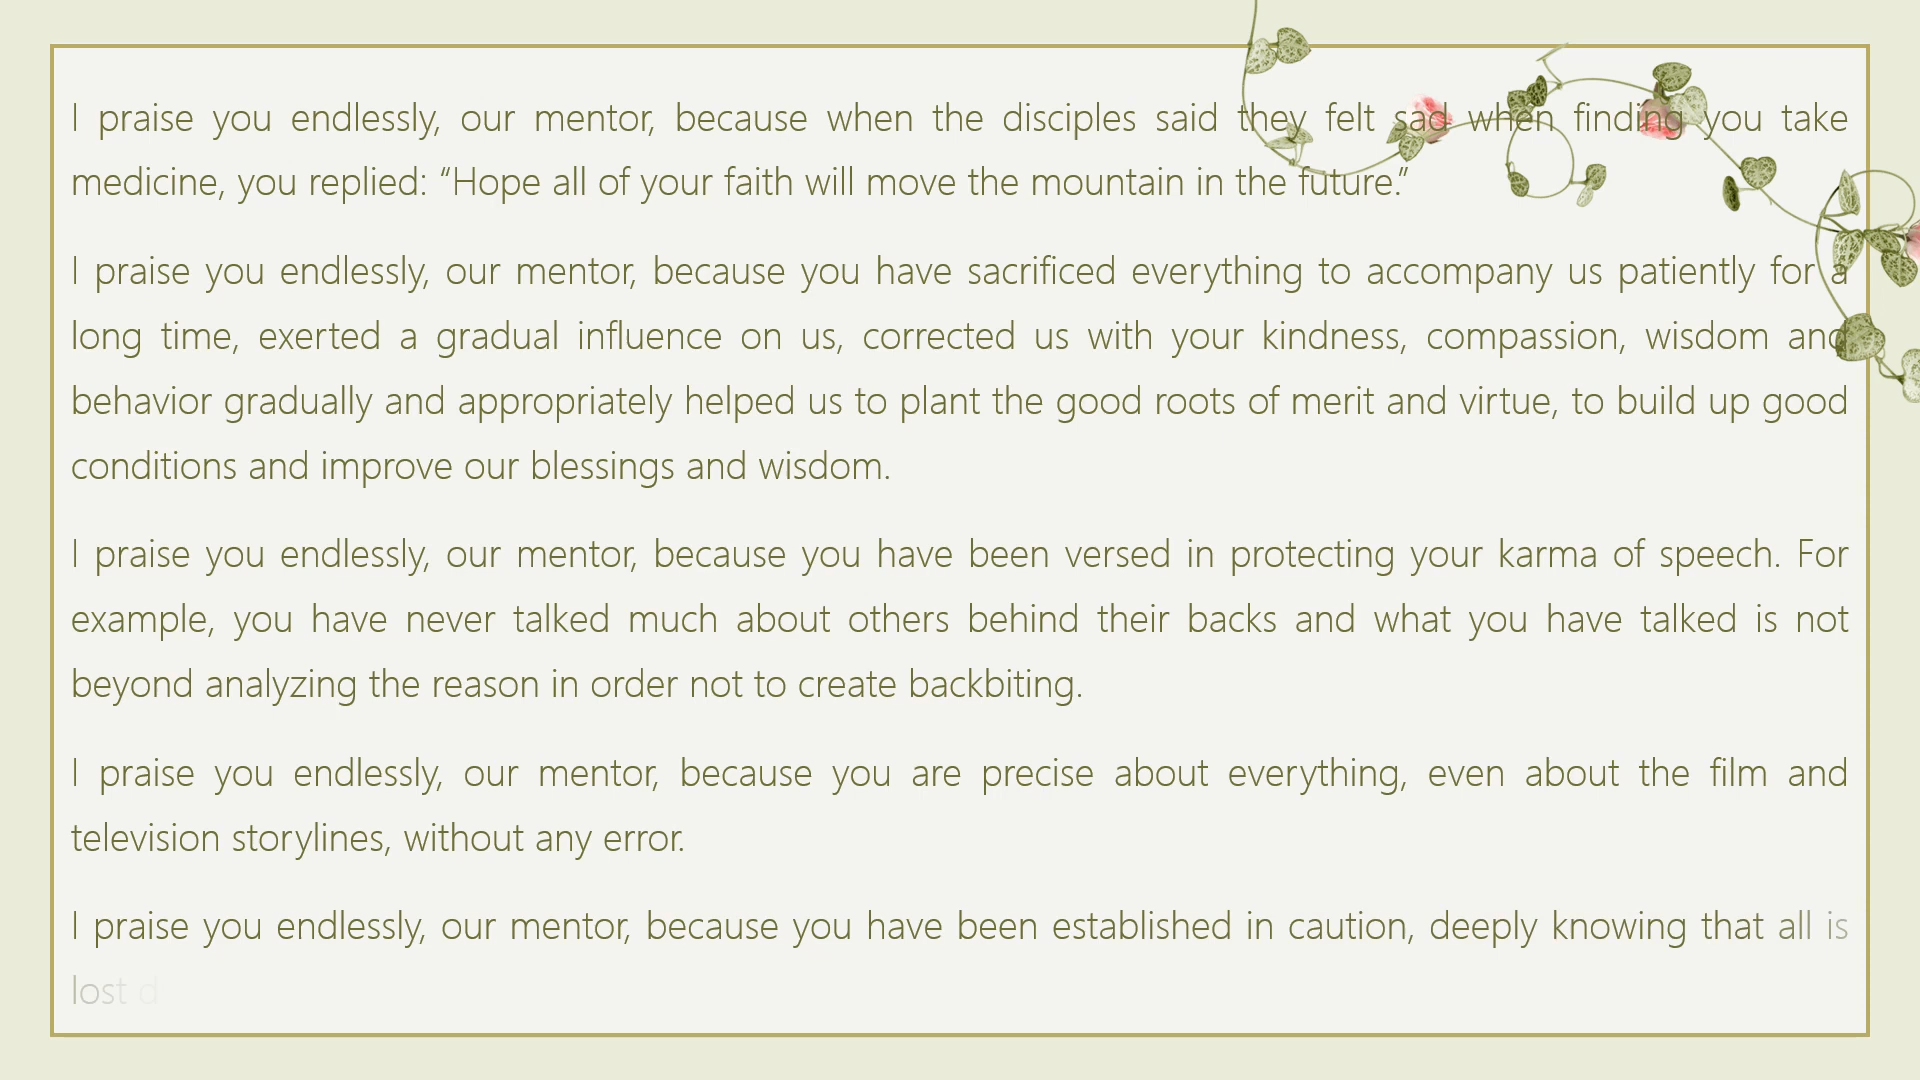 I praise you endlessly, our mentor, because when the disciples said they felt sad when finding you take
medicine, you replied: “Hope all of your faith will move the mountain in the future.”
I praise you endlessly, our mentor, because you have sacrificed everything to accompany us patiently for a
long time, exerted a gradual influence on us, corrected us with your kindness, compassion, wisdom and
behavior gradually and appropriately helped us to plant the good roots of merit and virtue, to build up good
conditions and improve our blessings and wisdom.
I praise you endlessly, our mentor, because you have been versed in protecting your karma of speech. For
example, you have never talked much about others behind their backs and what you have talked is not
beyond analyzing the reason in order not to create backbiting.
I praise you endlessly, our mentor, because you are precise about everything, even about the film and
television storylines, without any error.
I praise you endlessly, our mentor, because you have been established in caution, deeply knowing that all is
lost